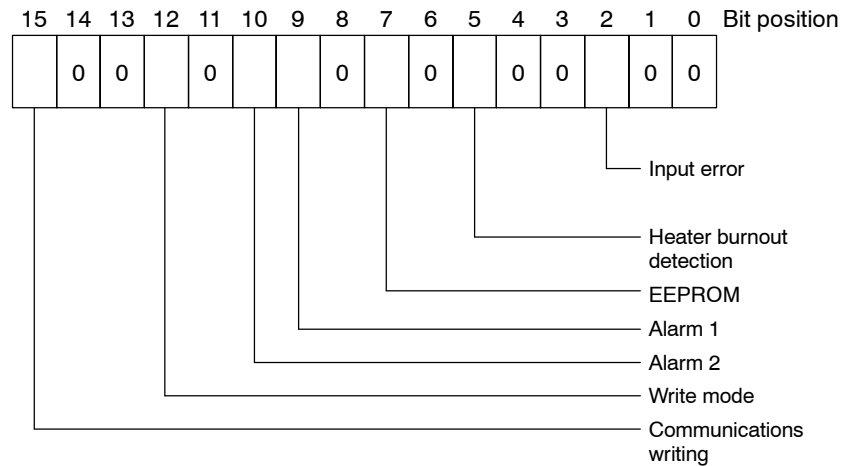 15 14 13 12 11 10 9 8 7 6 5 4 3 2 1 0 Bit position
0 0 0 0 0 0 0 0 0
Input error
Heater burnout
detection
EEPROM
Alarm 1
Alarm 2
Write mode
Communications
writing